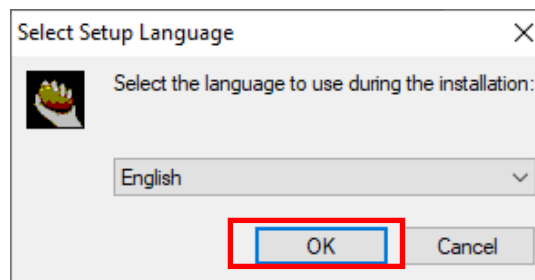 Select Setup Language
Select the language to use during the installation:
English
OK Cancel